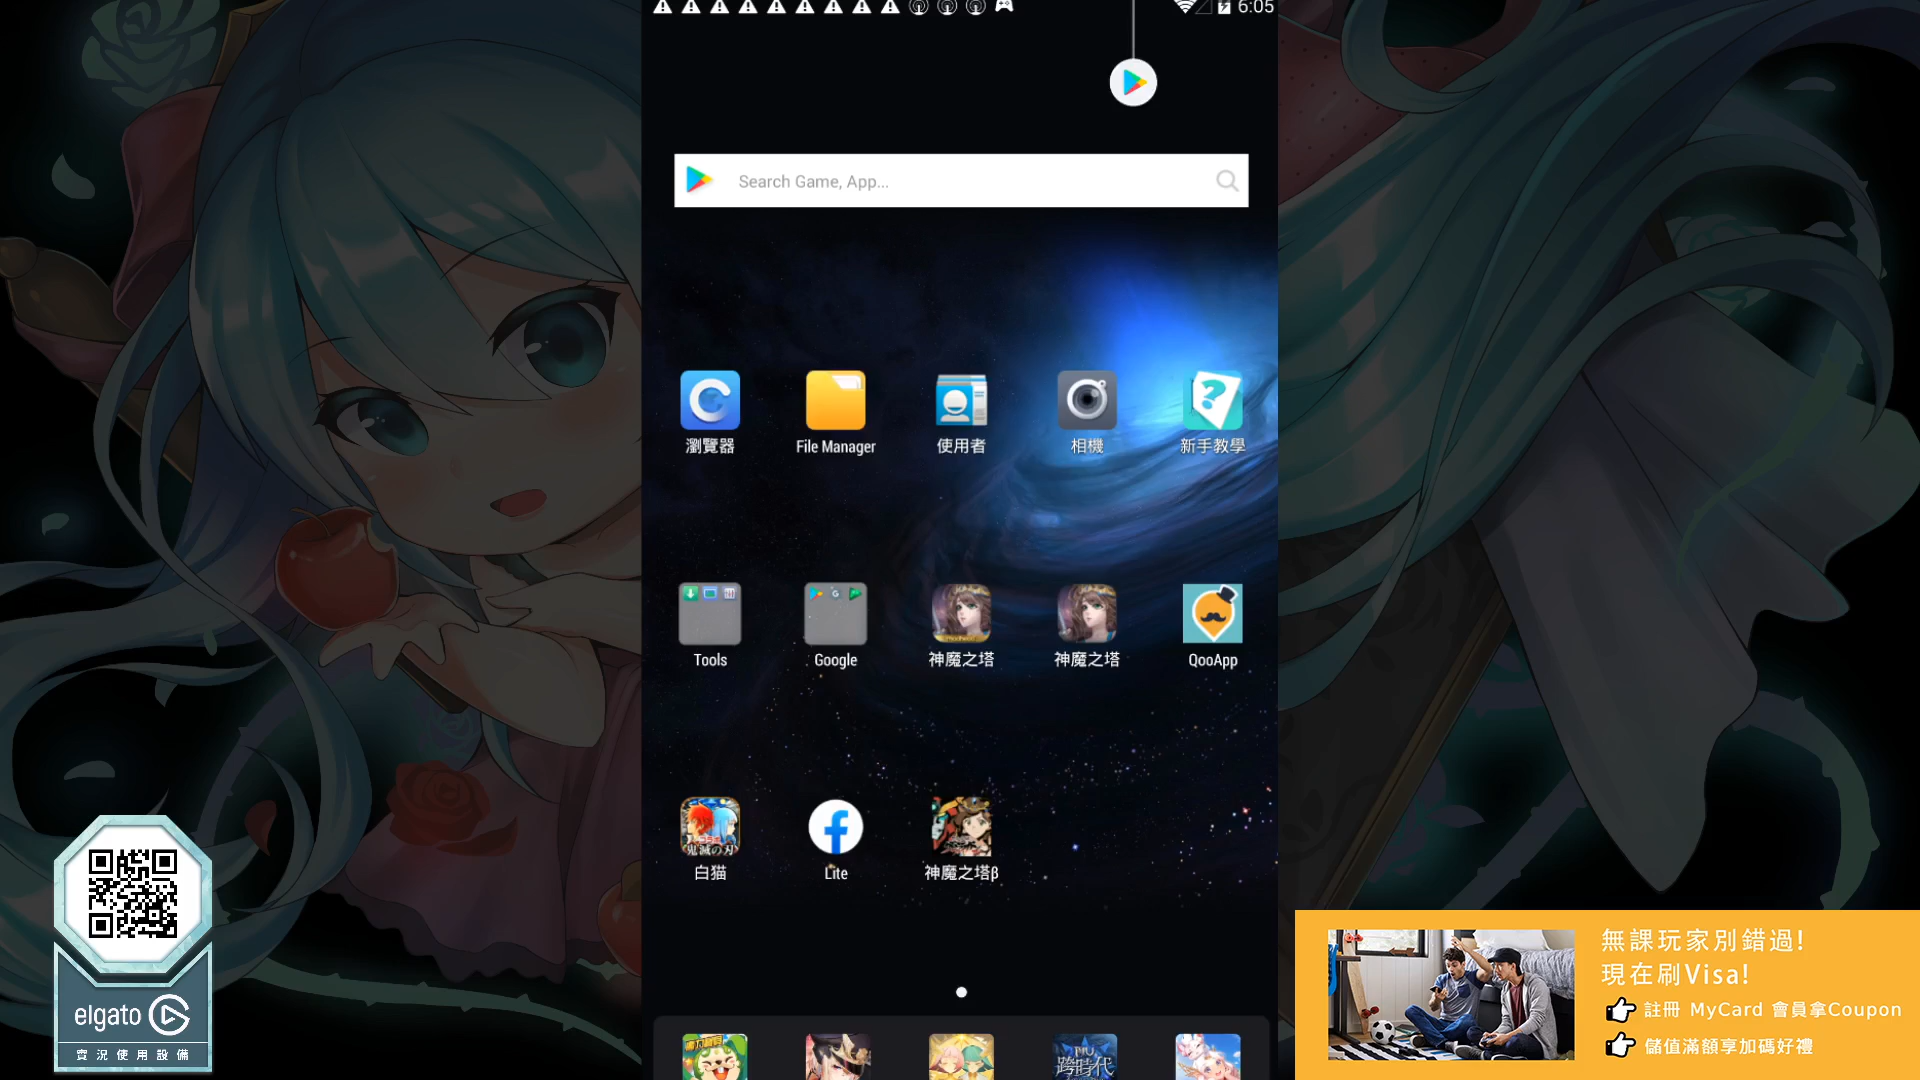 6:05
Search Game, App...
瀏覽器
File Manager
使用者
相機
新手教學
Tools
Google
神魔之塔
神魔之塔
QooApp
白猫
Lite
神魔之塔β
跨時代
elgato
實況使用設備
無課玩家別錯過!
現在刷Visa!
註冊 MyCard 會員拿Coupon
儲值滿額享加碼好禮